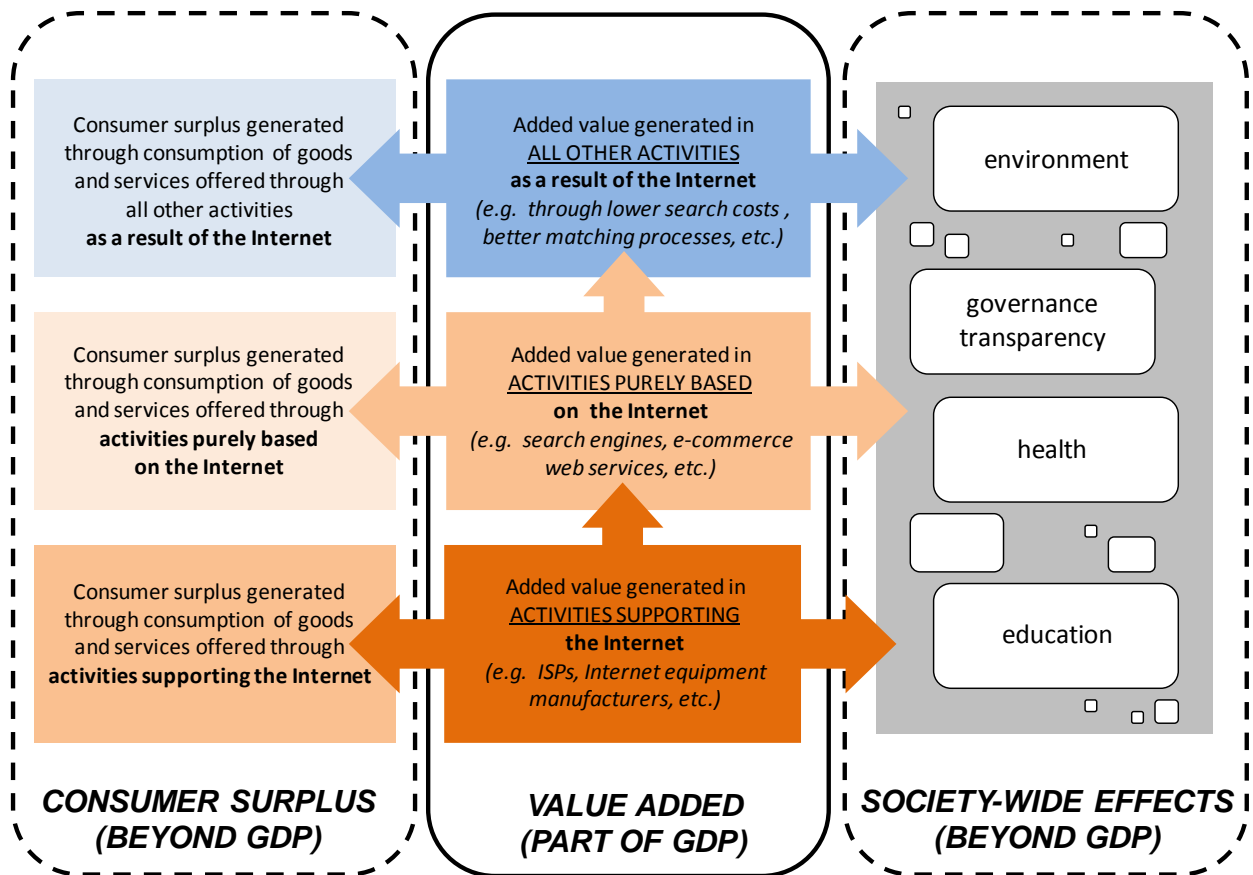 Consumer surplus generated
through consumption of goods
and services offered through
all other activities
as a result of the Internet
Consumer surplus generated
through consumption of goods
and services offered through
activities purely based
on the Internet
Consumer surplus generated
through consumption of goods
and services offered through
activities supporting the Internet
CONSUMER SURPLUS
(BEYOND GDP)
Added value generated in
ALL OTHER ACTIVITIES
as a result of the Internet
(e.g. through lower search costs ,
better matching processes, etc.)
Added value generated in
ACTIVITIES PURELY BASED
on the Internet
(e.g. search engines, e-commerce
web services, etc.)
Added value generated in
ACTIVITIES SUPPORTING
the Internet
(e.g. ISPs, Internet equipment
manufacturers, etc.)
VALUE ADDED
(PART OF GDP)
environment
governance
transparency
health
education
SOCIETY-WIDE EFFECTS
(BEYOND GDP)